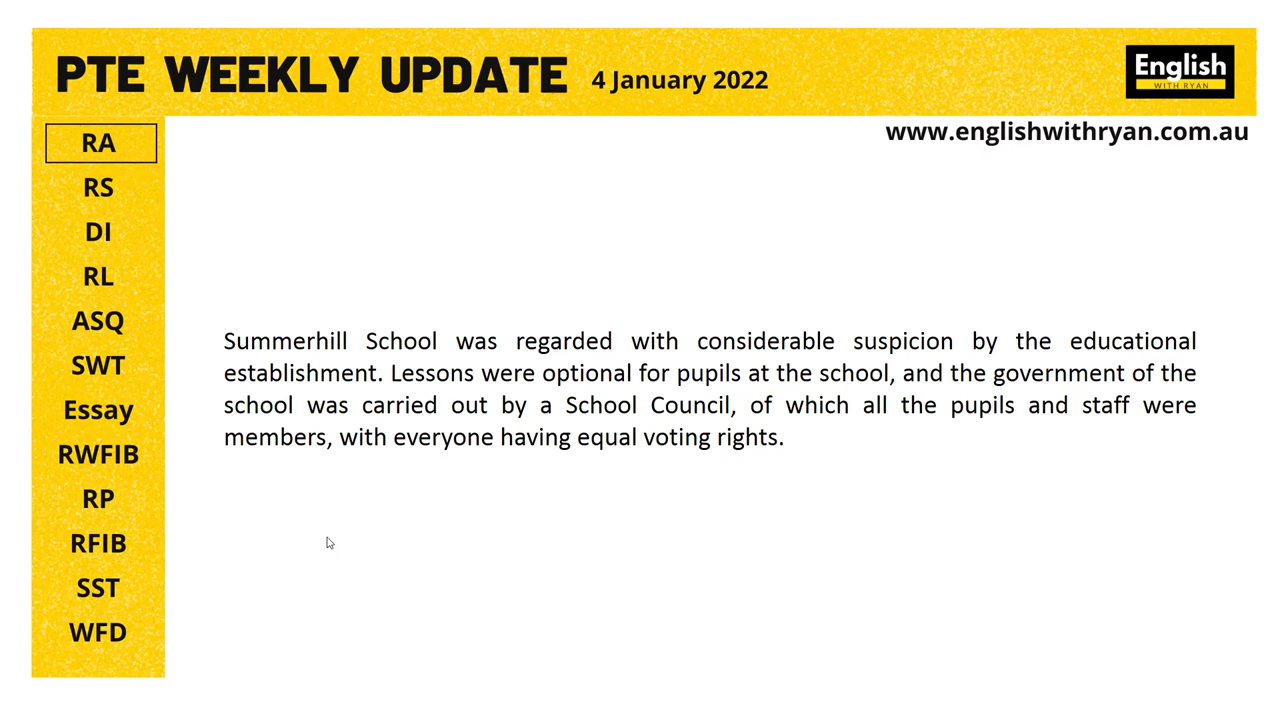 PTE WEEKLY UPDATE 4 January 2022
English
WITH RYAN
www.englishwithryan.com.au
RA
RS
DI
RL
ASQ
SWT
Essay
RWFIB
RP
RFIB
SST
WFD
Summerhill School was regarded with considerable suspicion by the educational
establishment. Lessons were optional for pupils at the school, and the government of the
school was carried out by a School Council, of which all the pupils and staff were
members, with everyone having equal voting rights.